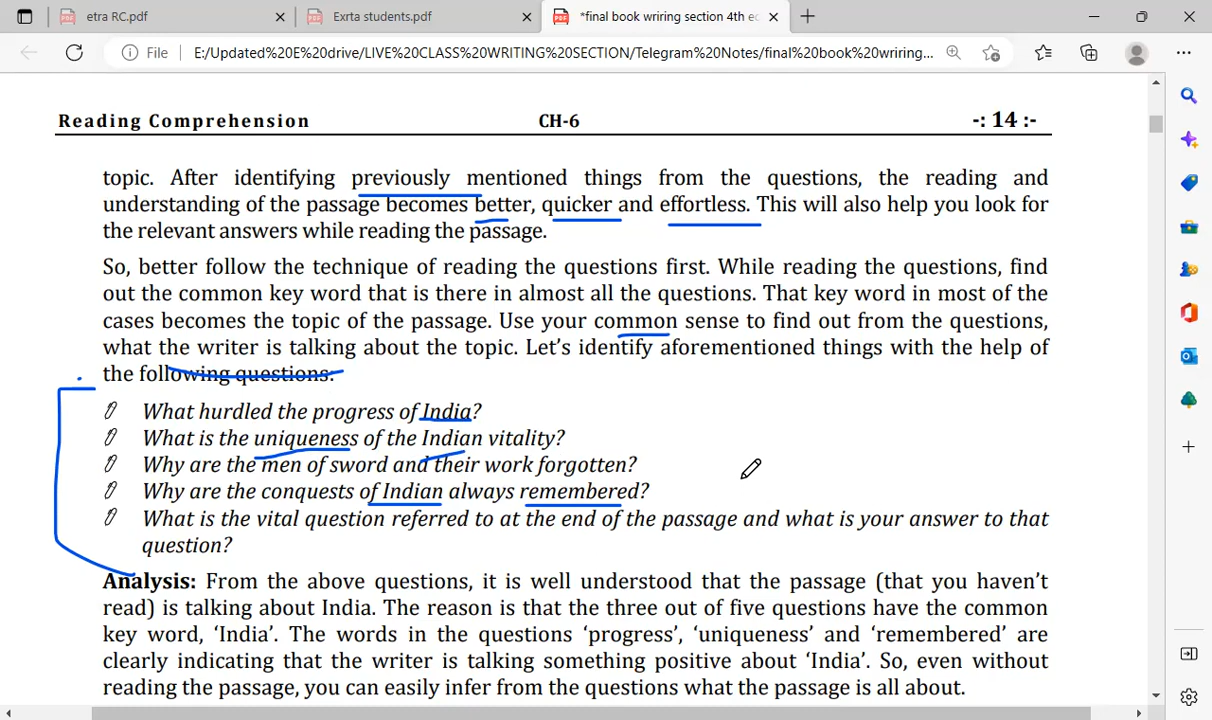 etra RC.pdf
Exrta students.pdf
*final book wriring section 4th ec
File
E:/Updated%20E%20drive/LIVE%20CLASS%20WRITING%20SECTION/Telegram%20Notes/final%20book%20wriring...
Reading Comprehension CH-6 -: 14 :-
topic. After identifying previously mentioned things from the questions, the reading and
understanding of the passage becomes better, quicker and effortless. This will also help you look for
the relevant answers while reading the passage.
So, better follow the technique of reading the questions first. While reading the questions, find
out the common key word that is there in almost all the questions. That key word in most of the
cases becomes the topic of the passage. Use your common sense to find out from the questions,
what the writer is talking about the topic. Let's identify aforementioned things with the help of
the following questions:
What hurdled the progress of India?
What is the uniqueness of the Indian vitality?
Why are the men of sword and their work forgotten?
Why are the conquests of Indian always remembered?
What is the vital question referred to at the end of the passage and what is your answer to that
question?
Analysis: From the above questions, it is well understood that the passage (that you haven't
read) is talking about India. The reason is that the three out of five questions have the common
key word, 'India'. The words in the questions 'progress', 'uniqueness' and 'remembered' are
clearly indicating that the writer is talking something positive about 'India'. So, even without
reading the passage, you can easily infer from the questions what the passage is all about.